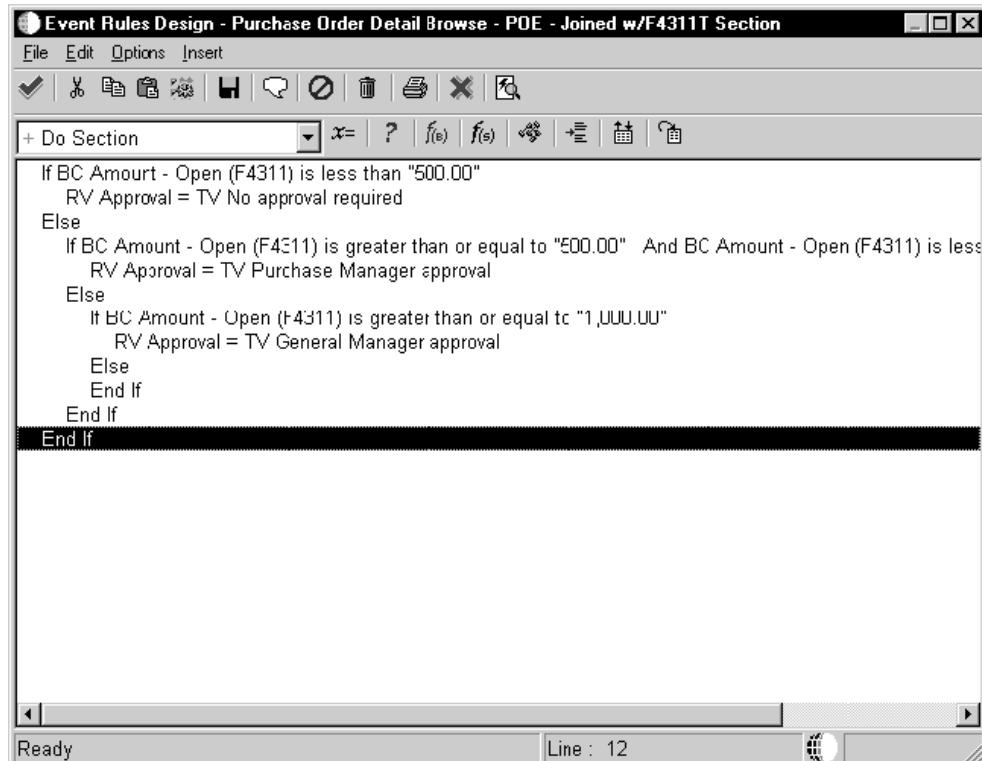 Event Rules Design - Purchase Order Detail Browse - POE - Joined w/F4311T Section
File Edit Options Insert
+ Do Section x= ? f(B) f(s)
If BC Amount - Open (F4311) is less than "500.00"
RV Approval = TV No approval required
Else
If BC Amount - Open (F4311) is greater than or equal to "500.00" And BC Amount - Open (F4311) is less
RV Approval = TV Purchase Manager approval
Else
If BC Amount - Open (F4311) is greater than or equal to "1,000.00"
RV Approval = TV General Manager approval
Else
End If
End If
End If
Ready Line : 12